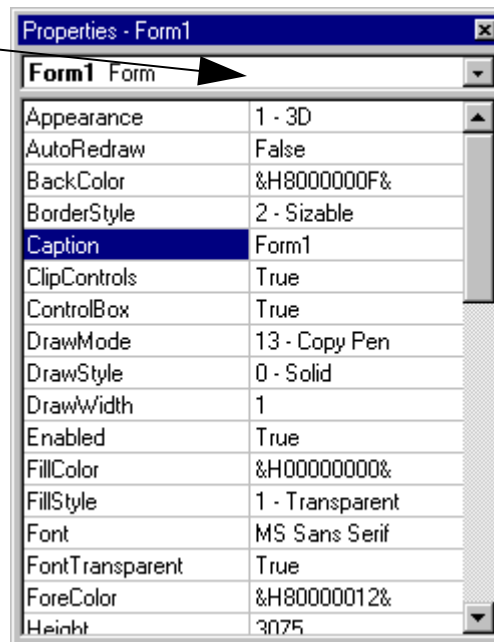 Properties - Form1
Form1 Form
Appearance 1 - 3D
AutoRedraw False
BackColor &H8000000F&
BorderStyle 2 - Sizable
Caption Form1
ClipControls True
ControlBox True
DrawMode 13 - Copy Pen
DrawStyle 0 - Solid
DrawWidth 1
Enabled True
FillColor &H00000000&
FillStyle 1 - Transparent
Font MS Sans Serif
FontTransparent True
ForeColor &H80000012&
Height 3075